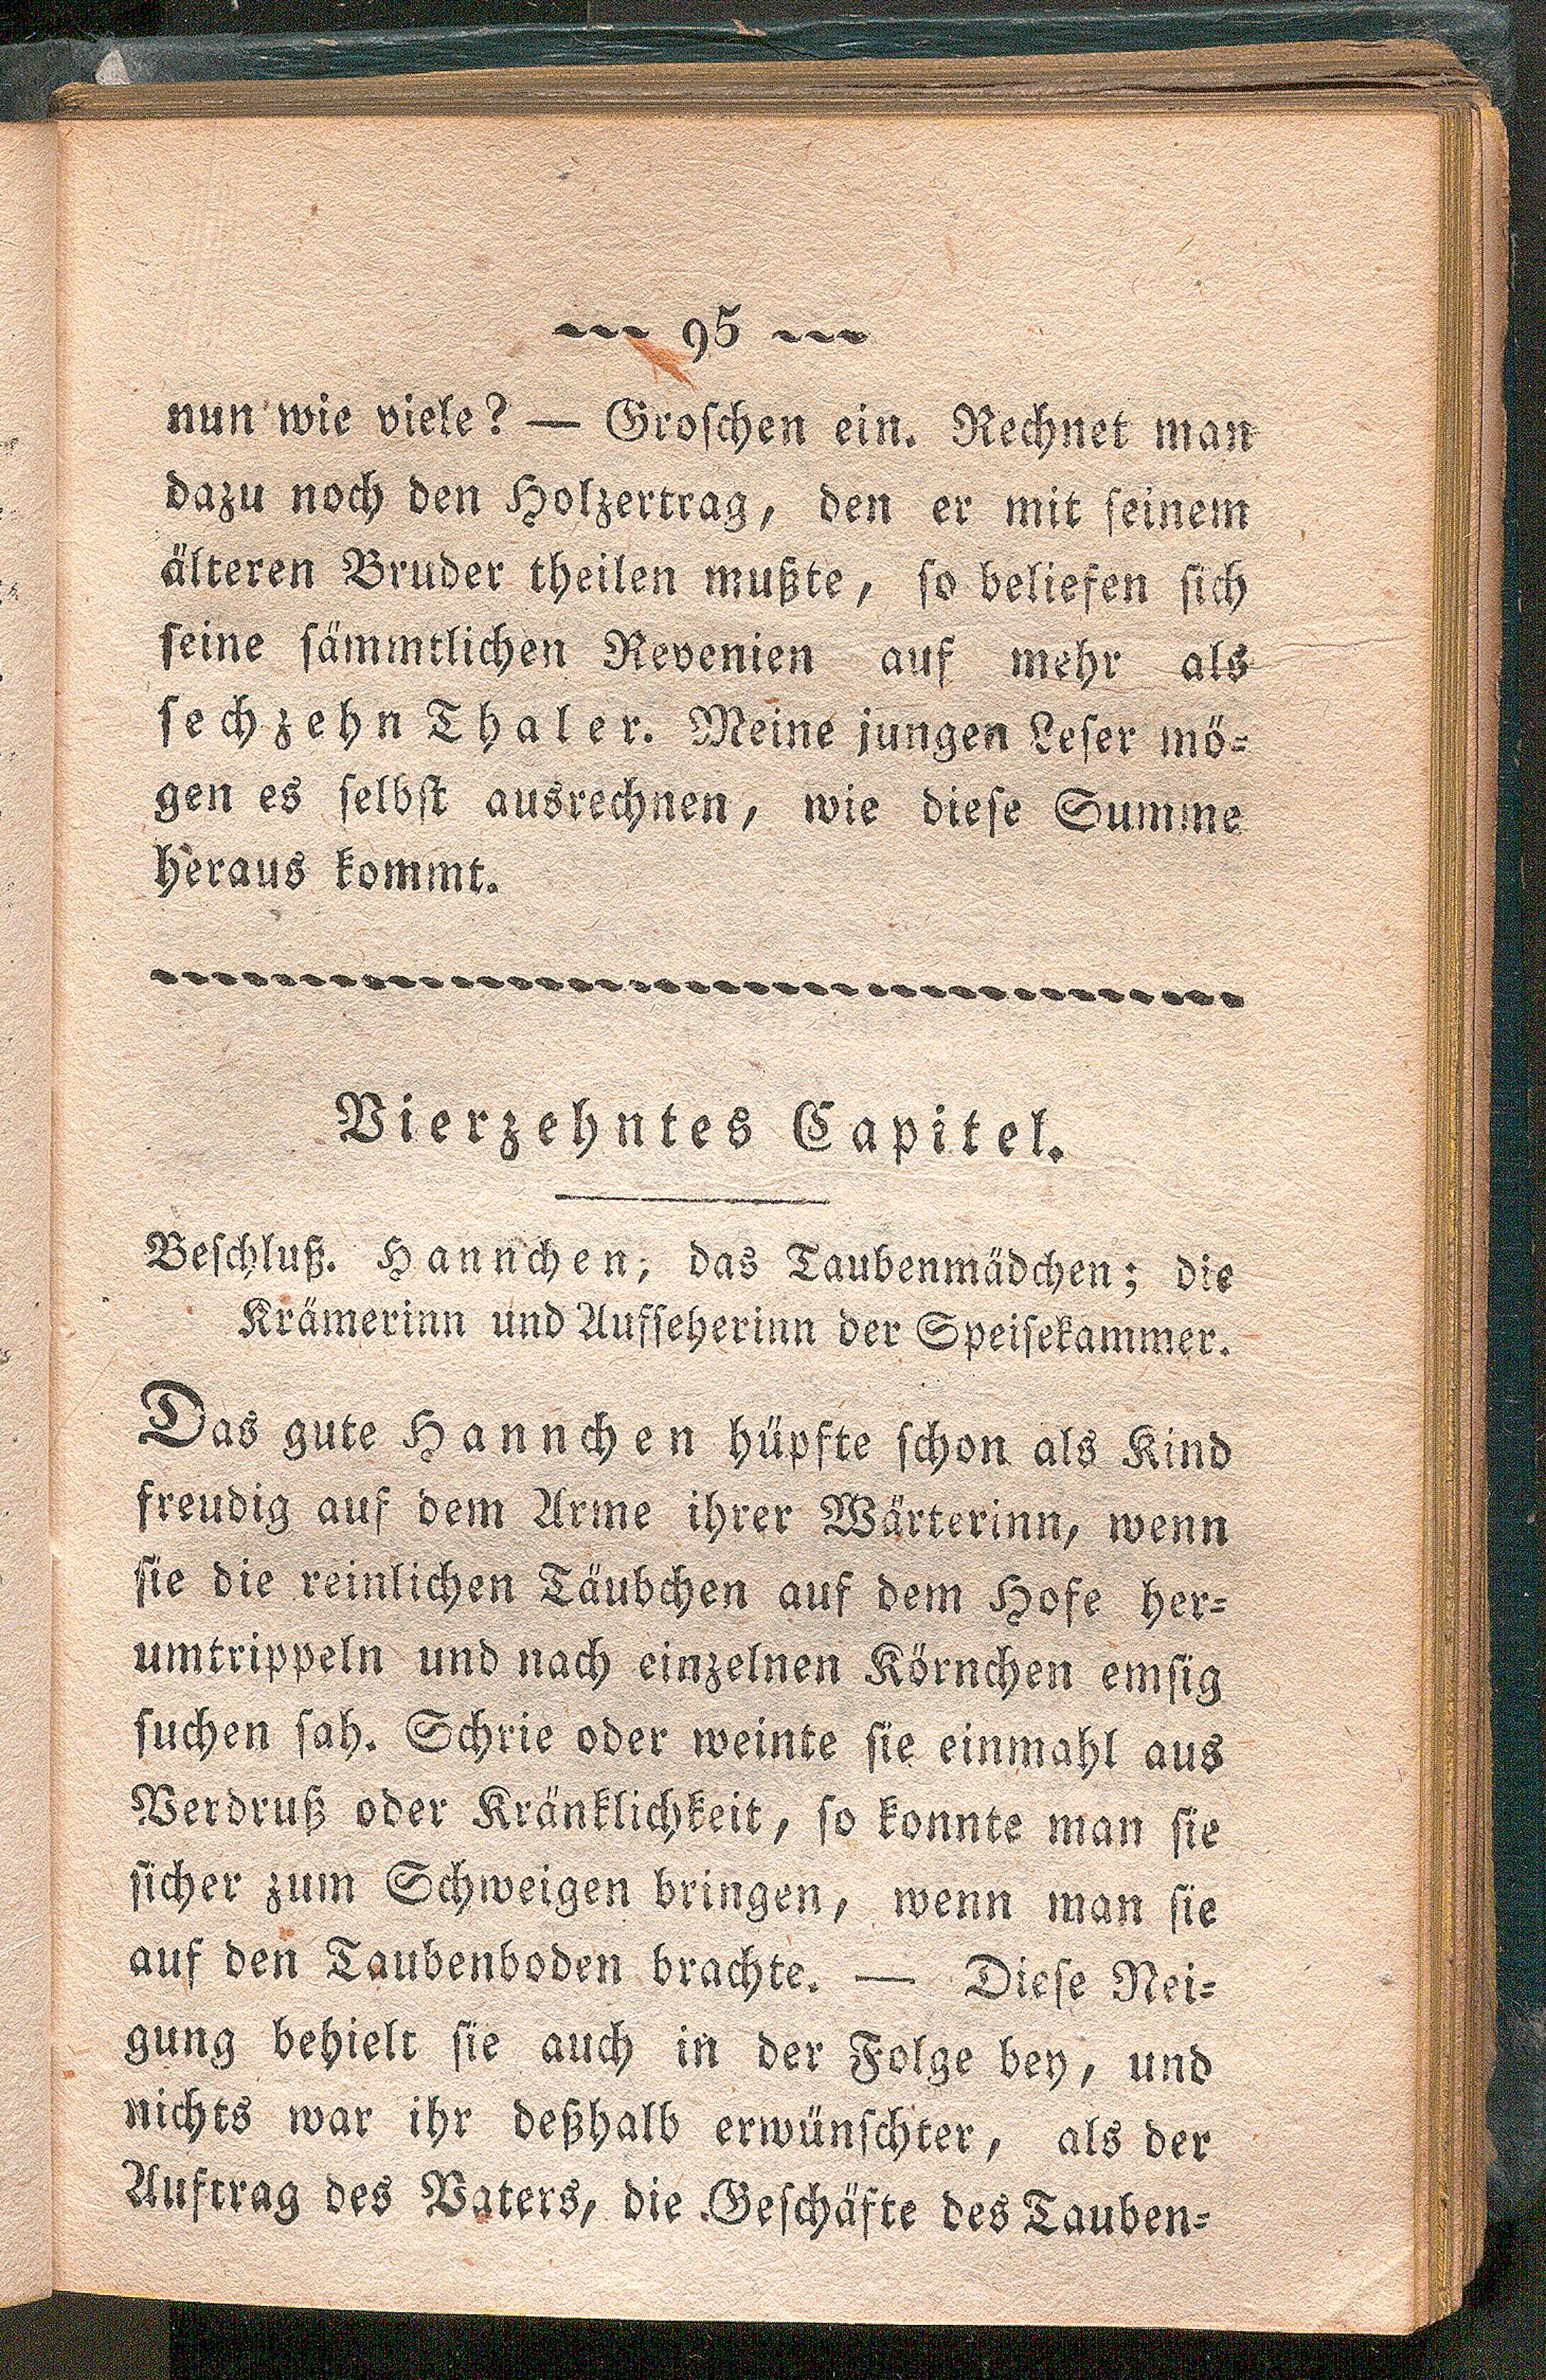 95
nun wie viele? — Groſchen ein. Rechnet man
dazu noch den Holzertrag, den er mit ſeinem
älteren Bruder theilen mußte, ſo beliefen ſich
ſeine ſämmtlichen Revenien auf mehr als
ſechzehn Thaler. Meine jungen Leſer mö⸗
gen es ſelbſt ausrechnen, wie dieſe Summe
heraus kommt.
Vierzehntes Capitel.
Beſchluß. Hannchen; das Taubenmädchen; die
Krämerinn und Aufſeherinn der Speiſekammer.
Das gute Hannchen hüpfte ſchon als Kind
freudig auf dem Arme ihrer Wärterinn, wenn
ſie die reinlichen Täubchen auf dem Hofe her⸗
umtrippeln und nach einzelnen Körnchen emſig
ſuchen ſah. Schrie oder weinte ſie einmahl aus
Verdruß oder Kränklichkeit, ſo konnte man ſie
ſicher zum Schweigen bringen, wenn man ſie
auf den Taubenboden brachte. — Dieſe Nei⸗
gung behielt ſie auch in der Folge bey, und
nichts war ihr deßhalb erwünſchter, als der
Auftrag des Vaters, die Geſchäfte des Tauben⸗